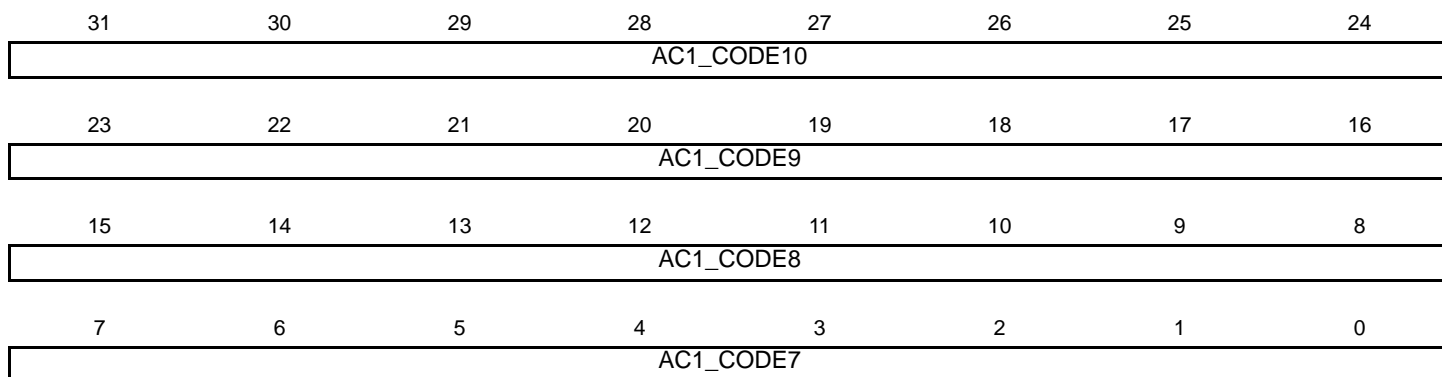 31 30 29 28 27 26 25 24
AC1_CODE10
23 22 21 20 19 18 17 16
AC1_CODE9
15 14 13 12 11 10 9 8
AC1_CODE8
7 6 5 4 3 2 1 0
AC1_CODE7